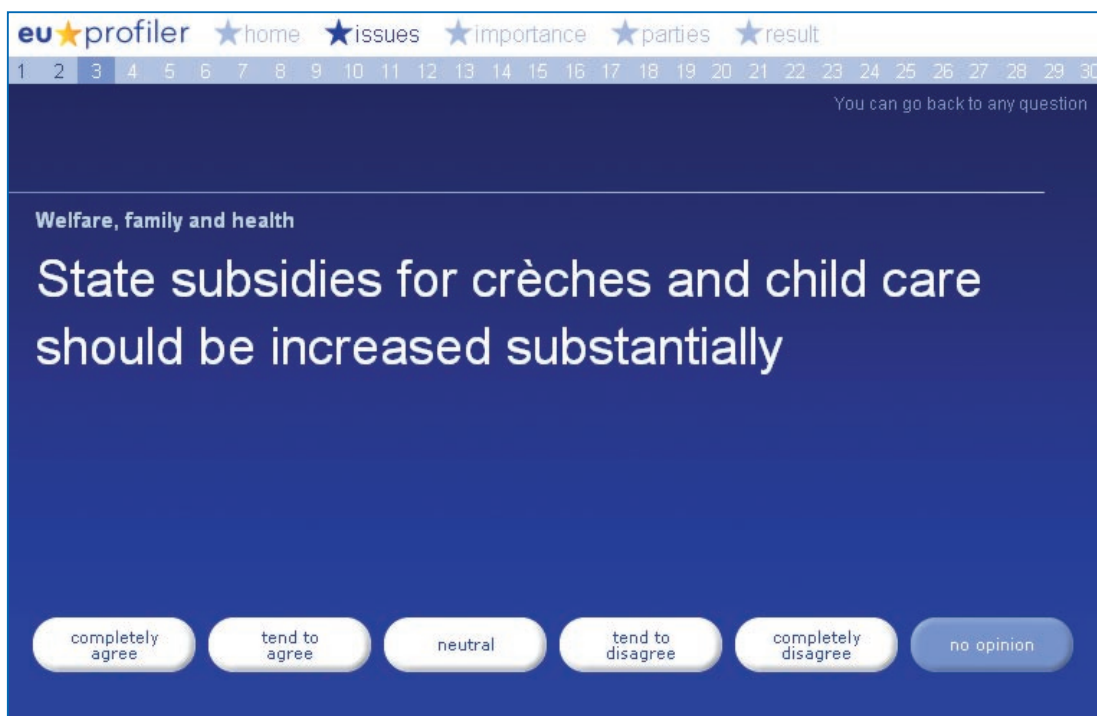 eu profiler home issues importance parties result
1 2 3 4 5 6 7 8 9 10 11 12 13 14 15 16 17 18 19 20 21 22 23 24 25 26 27 28 29 30
You can go back to any question
Welfare, family and health
State subsidies for crèches and child care
should be increased substantially
completely agree
tend to agree
neutral
tend to disagree
completely disagree
no opinion